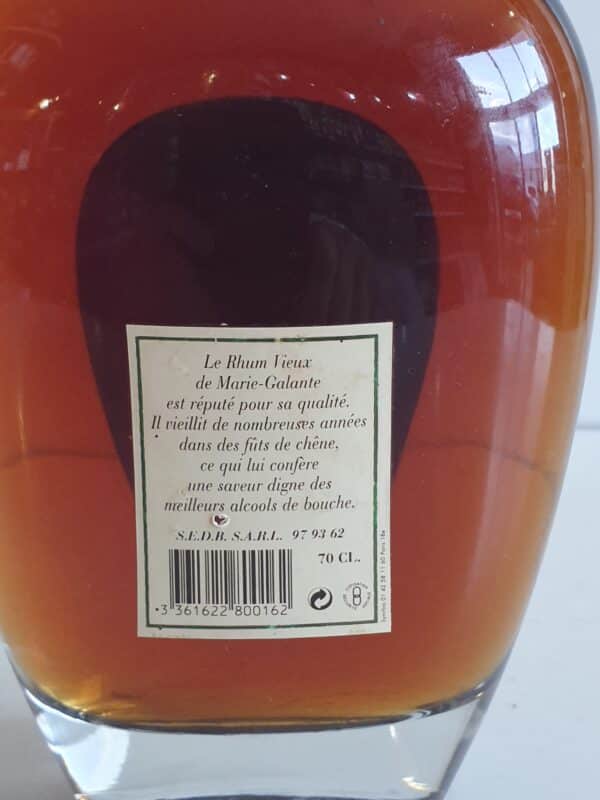 Le Rhum Vieux
de Marie-Galante
est réputé pour sa qualité.
Il vieillit de nombreuses années
dans des fûts de chêne,
ce qui lui confère
une saveur digne des
meilleurs alcools de bouche.
S.E.D.B. S.A.R.L. 97 93 62
70 CL.
3 361622 800162